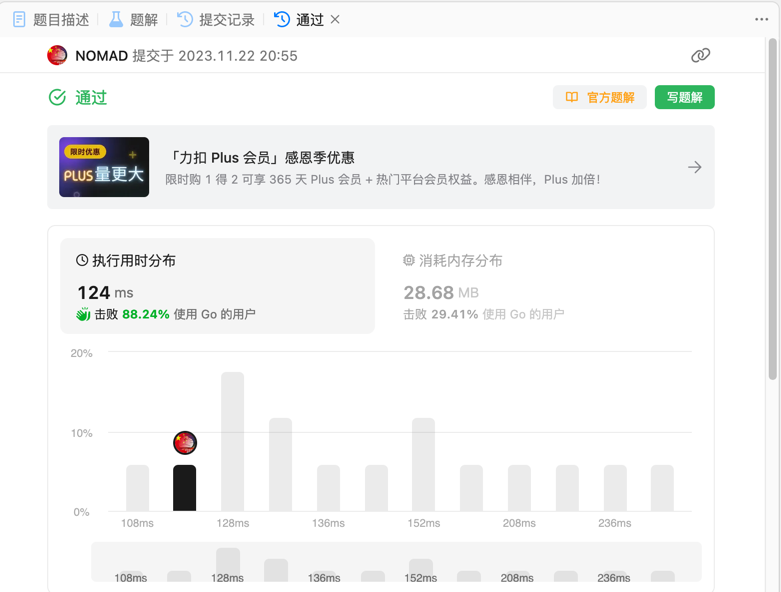 题目描述 题解 提交记录 通过
NOMAD 提交于 2023.11.22 20:55
通过 官方题解 写题解
限时优惠
PLUS量更大
「力扣 Plus 会员」感恩季优惠
限时购 1 得 2 可享 365 天 Plus 会员 + 热门平台会员权益。感恩相伴，Plus 加倍！
执行用时分布 消耗内存分布
124 ms 28.68 MB
击败 88.24% 使用 Go 的用户 击败 29.41% 使用 Go 的用户
20%
10%
0%
108ms 128ms 136ms 152ms 208ms 236ms
108ms 128ms 136ms 152ms 208ms 236ms